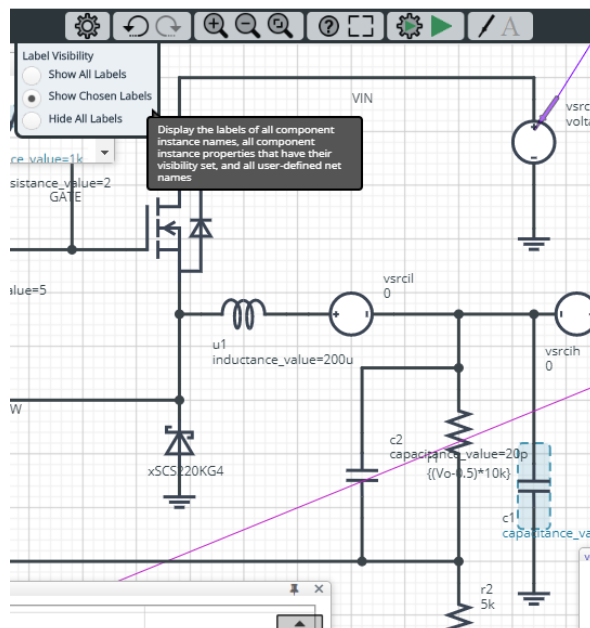 A
Label Visibility
Show All Labels
Show Chosen Labels
Hide All Labels
VIN
vsrc
volta
Display the labels of all component
instance names, all component
instance properties that have their
visibility set, and all user-defined net
names
ce_value=1k
sistance_value=2
GATE
alue=5
vsrcil
0
u1
inductance_value=200u
vsrcih
0
W
c2
capacitance_value=20p
{(Vo-0.5)*10k}
xSCS220KG4
c1
capacitance_va
r2
5k